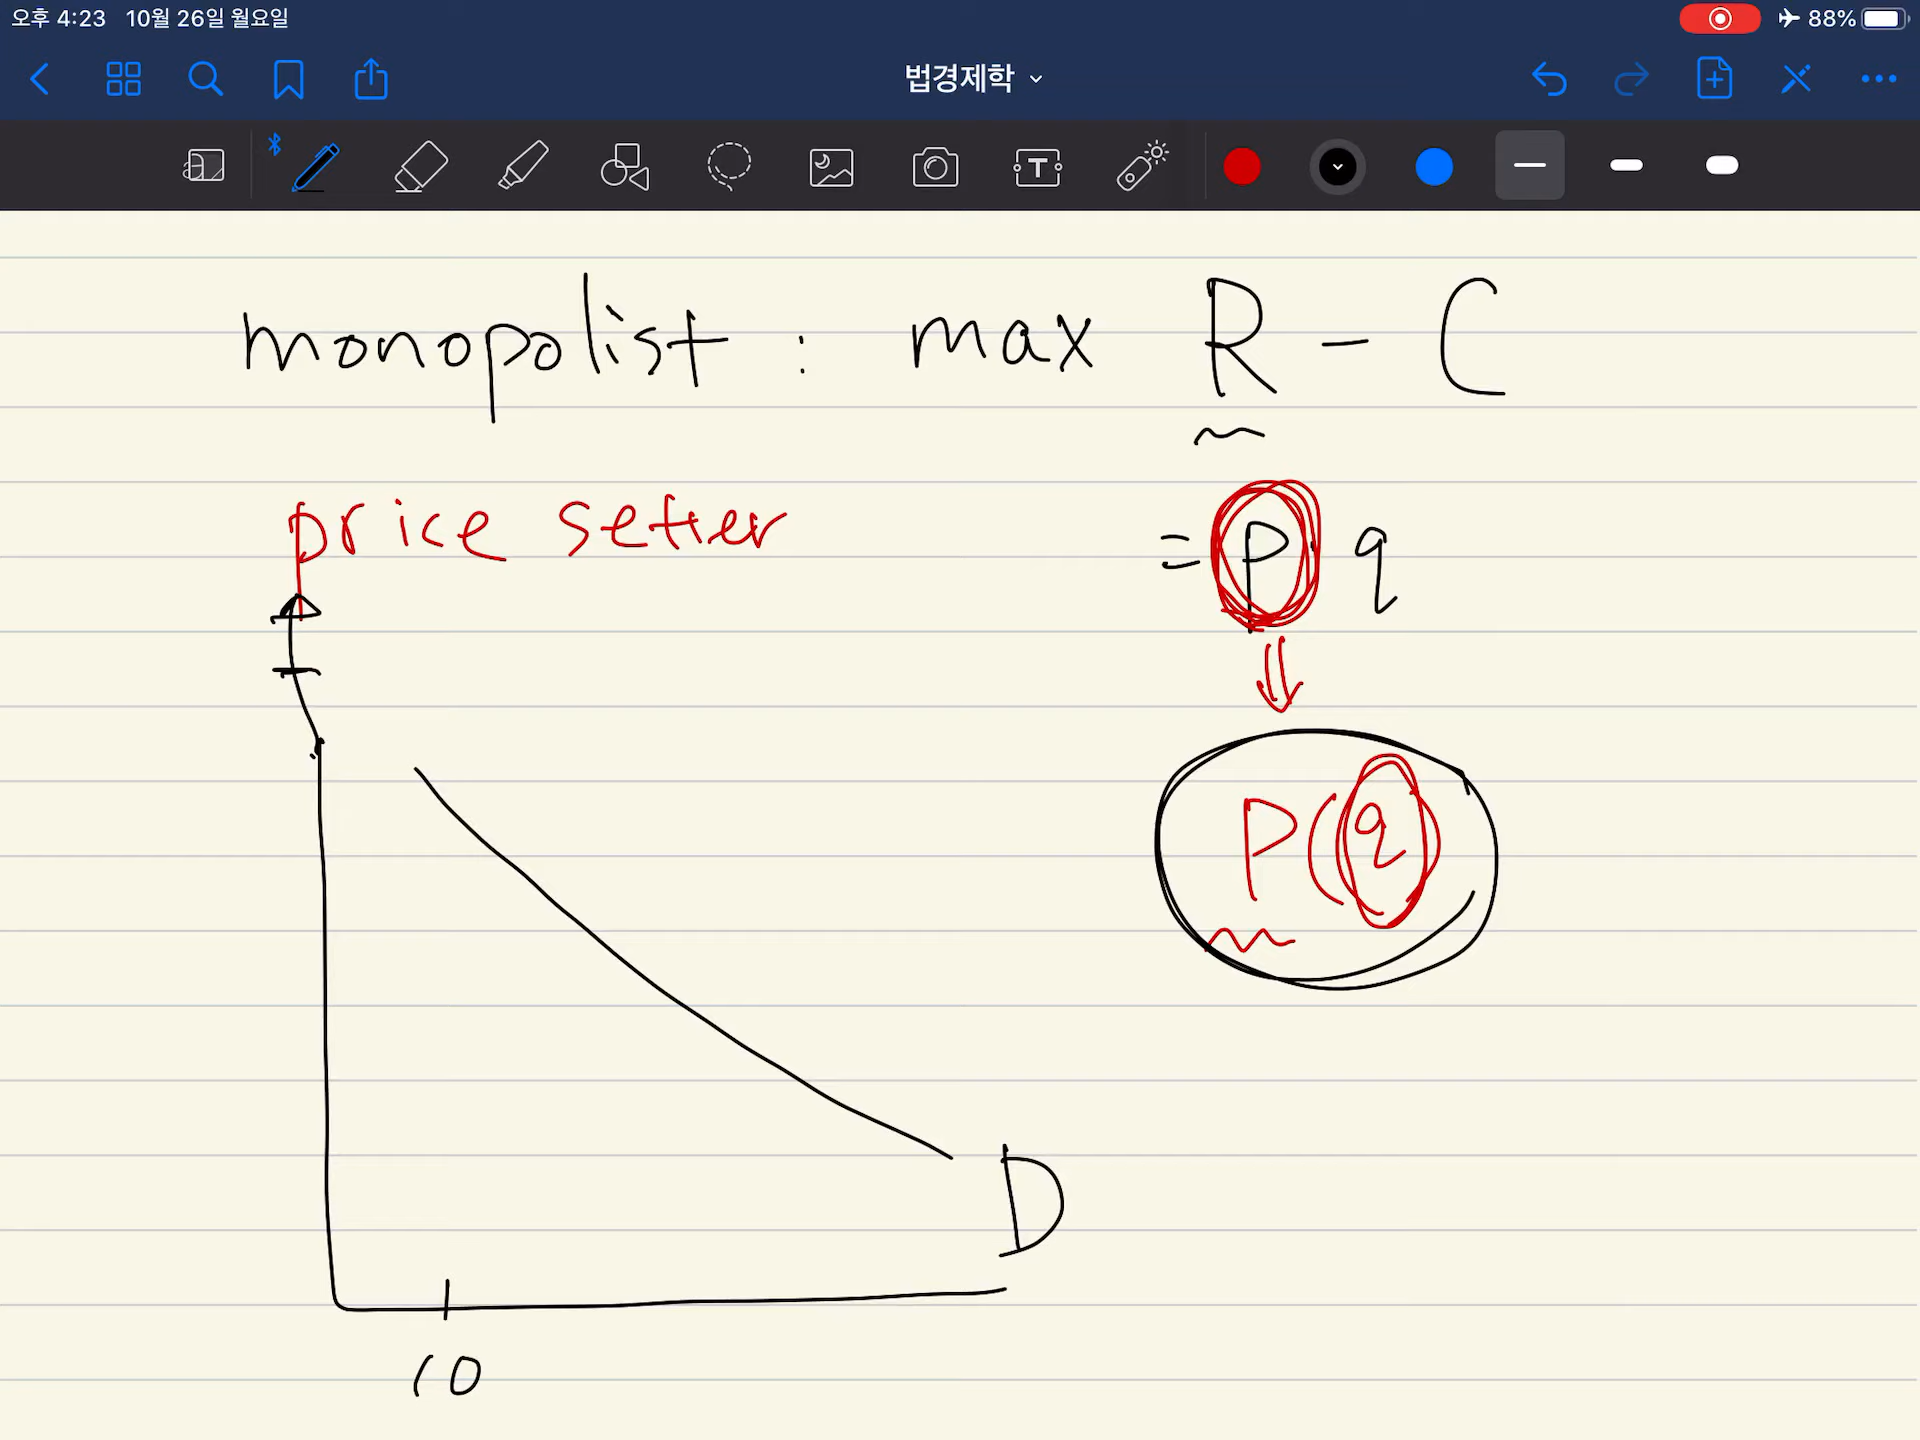 오후 4:23 10월 26일 월요일 88%
법경제학
T
monopolist : max R - C
price setter
= p · q
P(q)
D
10